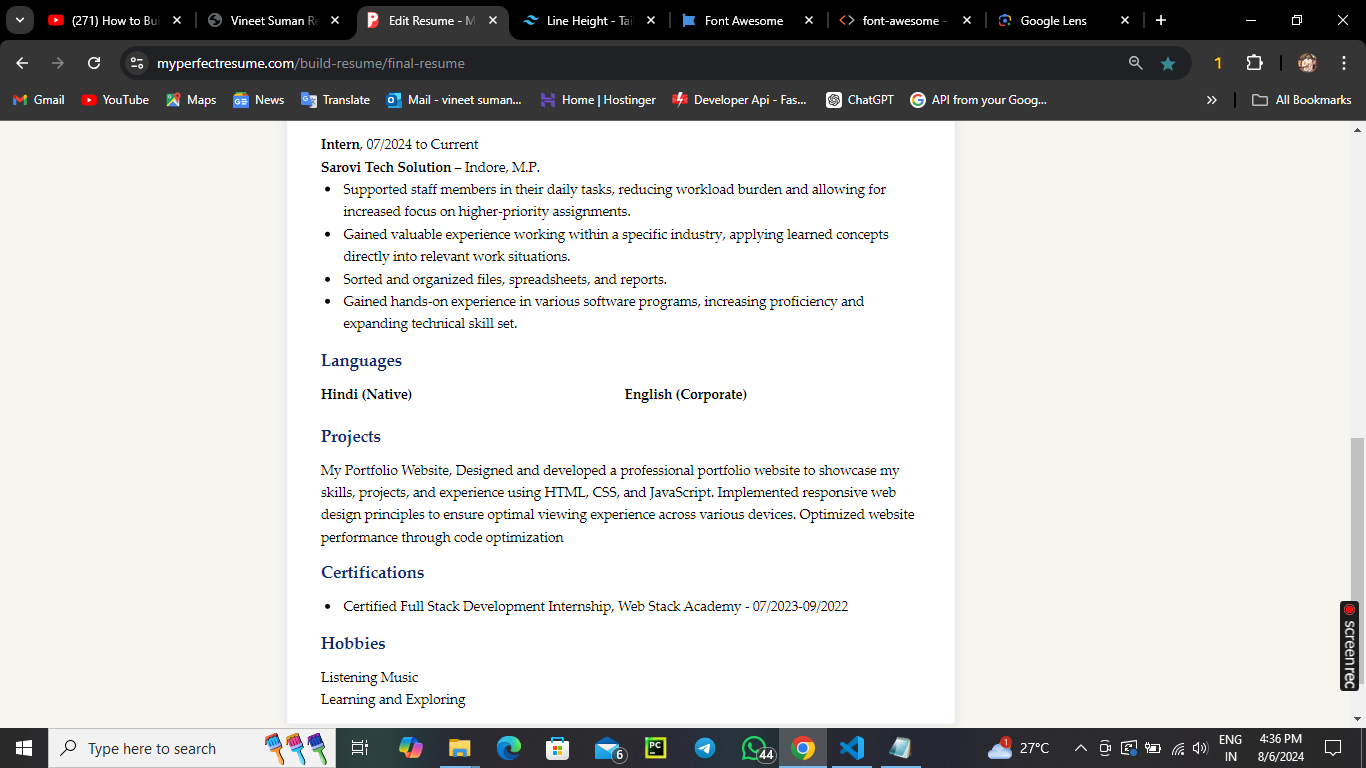 (271) How to Bui
Vineet Suman Re
Edit Resume - M
Line Height - Tai
Font Awesome
font-awesome -
Google Lens
myperfectresume.com/build-resume/final-resume
1
Gmail
YouTube
Maps
News
Translate
Mail - vineet suman...
Home | Hostinger
Developer Api - Fas...
ChatGPT
API from your Goog...
All Bookmarks
Intern, 07/2024 to Current
Sarovi Tech Solution – Indore, M.P.
• Supported staff members in their daily tasks, reducing workload burden and allowing for
increased focus on higher-priority assignments.
• Gained valuable experience working within a specific industry, applying learned concepts
directly into relevant work situations.
• Sorted and organized files, spreadsheets, and reports.
• Gained hands-on experience in various software programs, increasing proficiency and
expanding technical skill set.
Languages
Hindi (Native)
English (Corporate)
Projects
My Portfolio Website, Designed and developed a professional portfolio website to showcase my
skills, projects, and experience using HTML, CSS, and JavaScript. Implemented responsive web
design principles to ensure optimal viewing experience across various devices. Optimized website
performance through code optimization
Certifications
• Certified Full Stack Development Internship, Web Stack Academy - 07/2023-09/2022
Hobbies
Listening Music
Learning and Exploring
screen rec
Type here to search
6
PC
44
1
27°C
ENG
IN
4:36 PM
8/6/2024